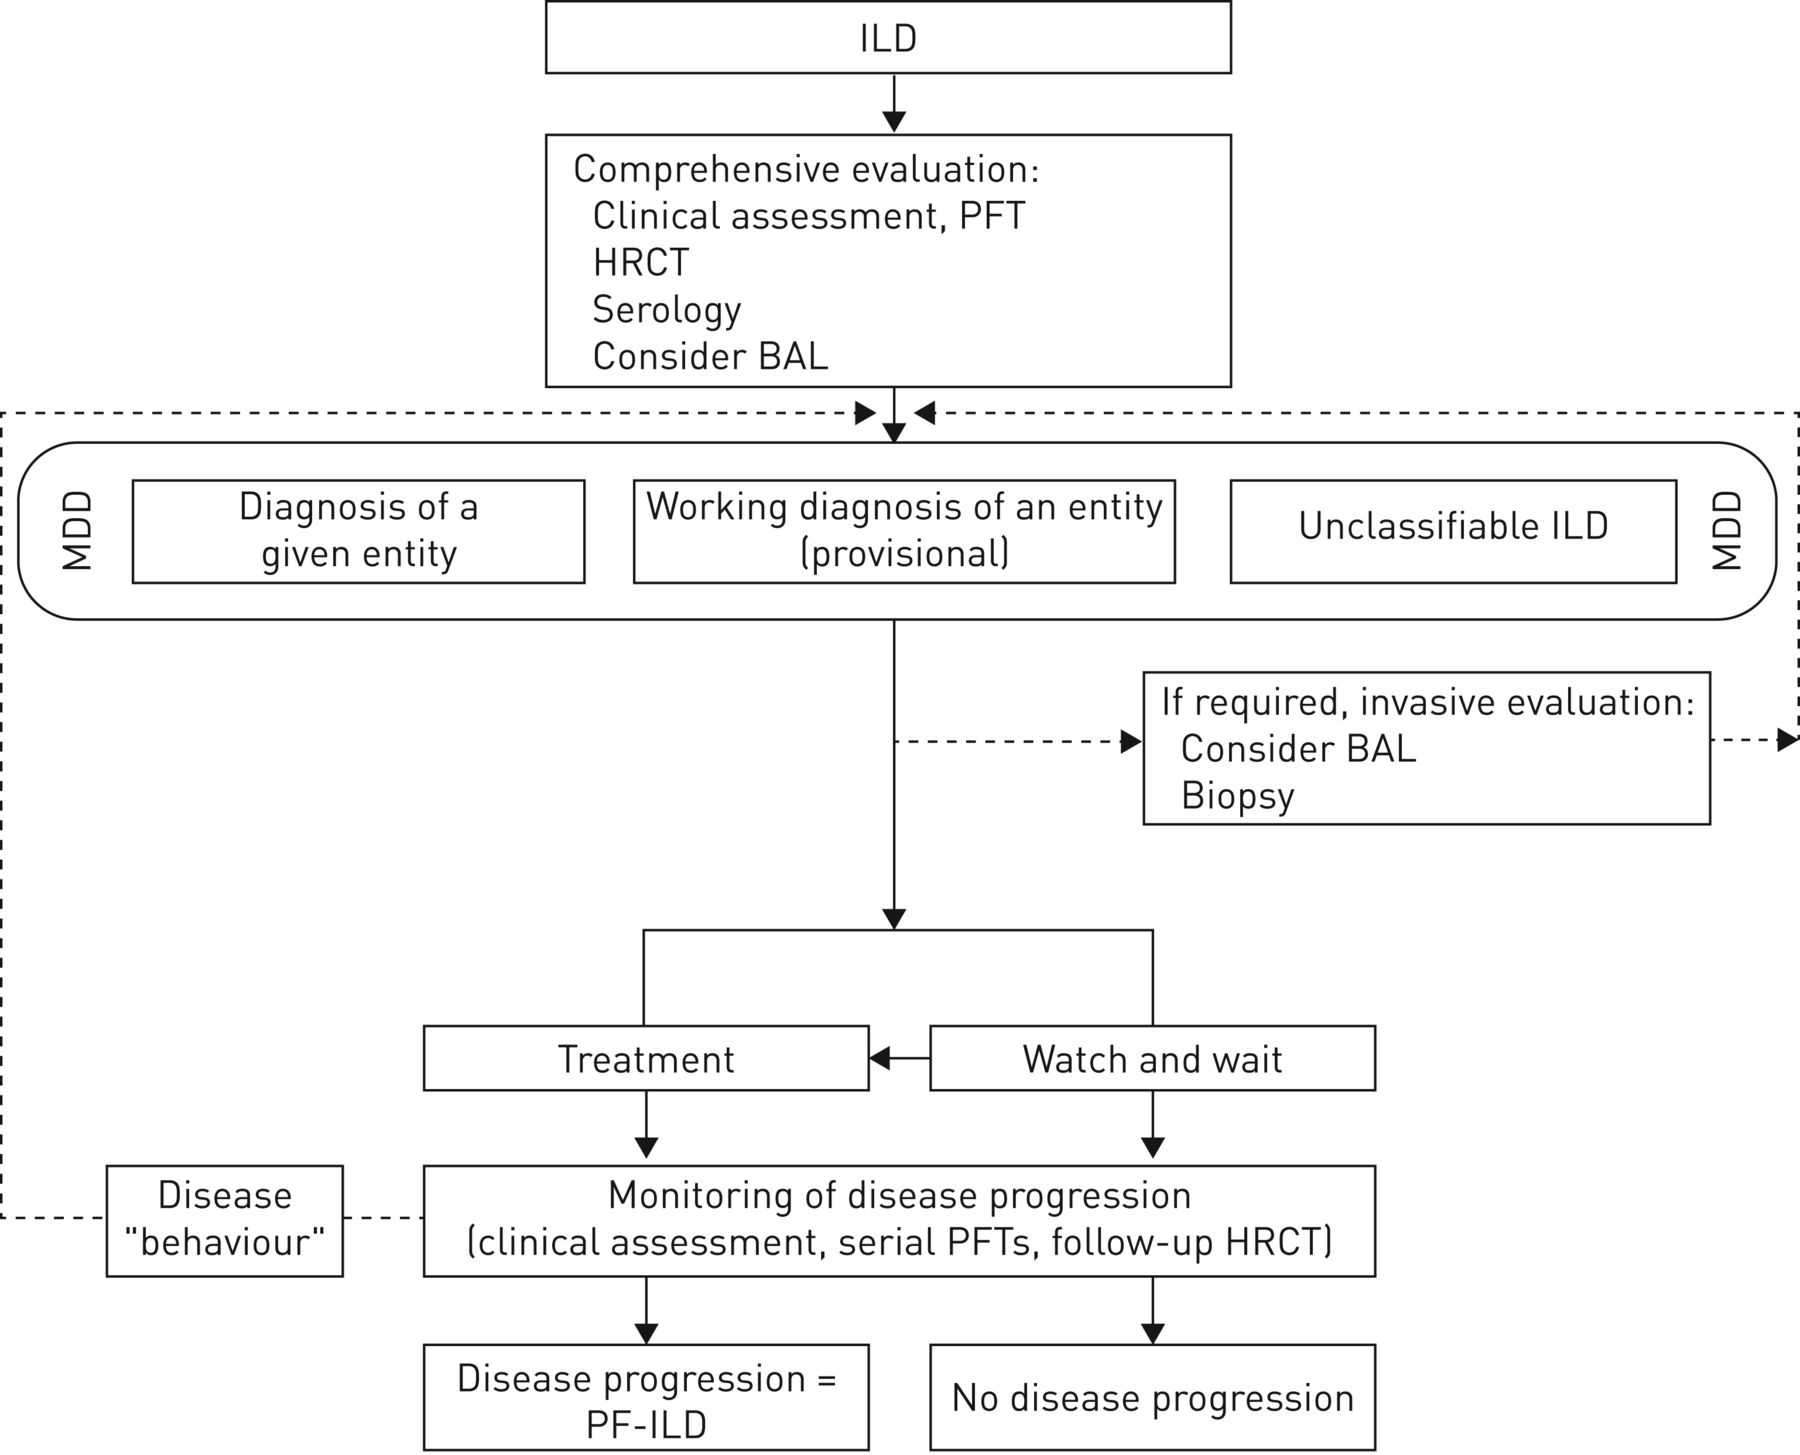 ILD
Comprehensive evaluation:
Clinical assessment, PFT
HRCT
Serology
Consider BAL
MDD
Diagnosis of a
given entity
Working diagnosis of an entity
(provisional)
Unclassifiable ILD
MDD
If required, invasive evaluation:
Consider BAL
Biopsy
Treatment
Watch and wait
Disease
"behaviour"
Monitoring of disease progression
(clinical assessment, serial PFTs, follow-up HRCT)
Disease progression =
PF-ILD
No disease progression